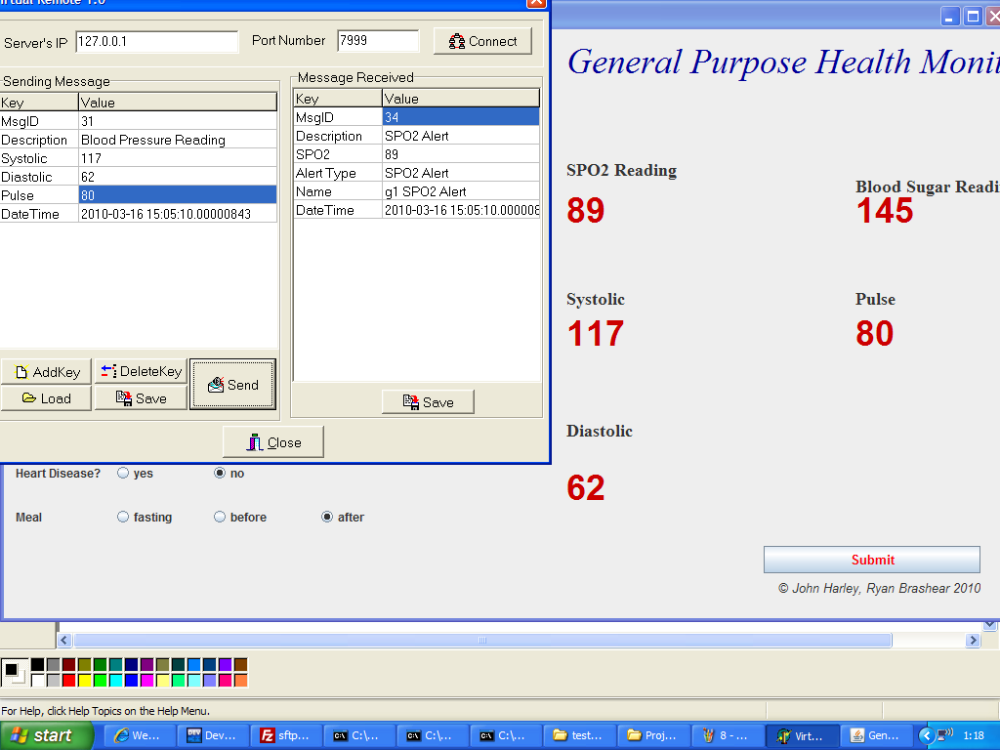 Virtual Remote 1.0
Server's IP 127.0.0.1 Port Number 7999 Connect
Sending Message
Key Value
MsgID 31
Description Blood Pressure Reading
Systolic 117
Diastolic 62
Pulse 80
DateTime 2010-03-16 15:05:10.00000843
AddKey DeleteKey Send
Load Save
Message Received
Key Value
MsgID 34
Description SPO2 Alert
SPO2 89
Alert Type SPO2 Alert
Name g1 SPO2 Alert
DateTime 2010-03-16 15:05:10.000008
Save
Close
General Purpose Health Monit
SPO2 Reading
89
Blood Sugar Readi
145
Systolic
117
Pulse
80
Diastolic
62
Heart Disease? yes no
Meal fasting before after
Submit
© John Harley, Ryan Brashear 2010
For Help, click Help Topics on the Help Menu.
start We... Dev... sftp... C:\... C:\... C:\... test... Proj... 8 - ... Virt... Gen... 1:18